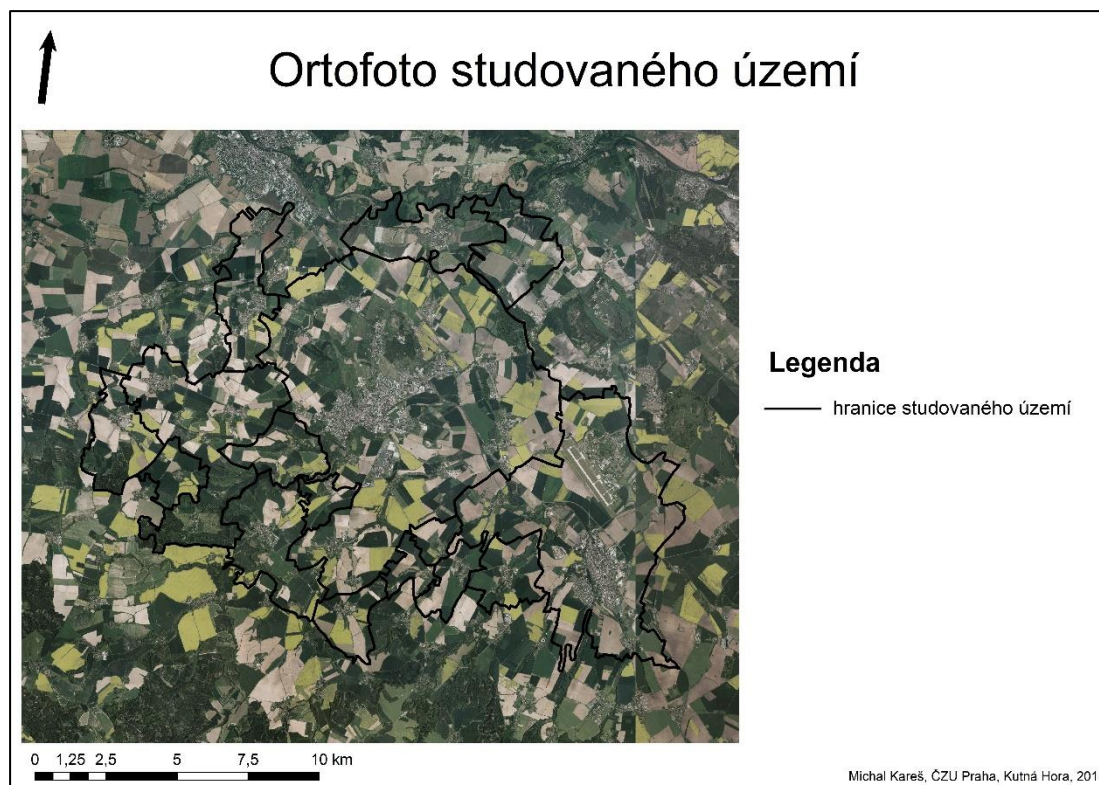 Ortofoto studovaného území
Legenda
hranice studovaného území
0 1,25 2,5 5 7,5 10 km
Michal Kareš, ČZU Praha, Kutná Hora,